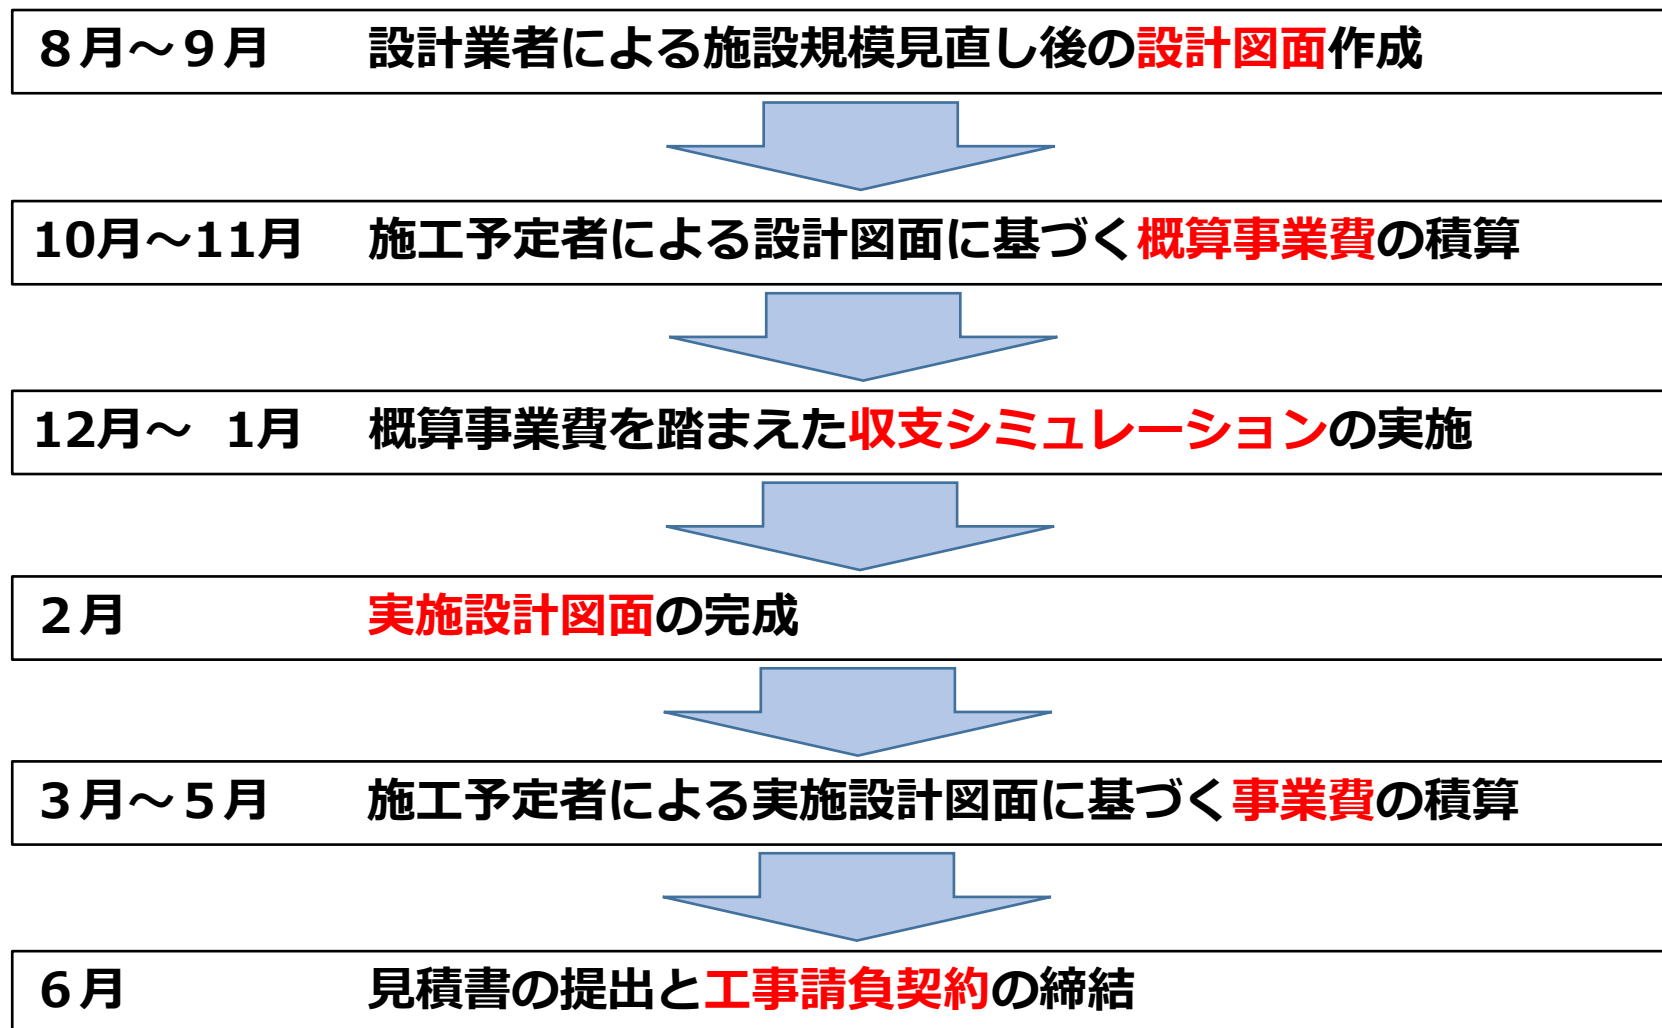 ８月～９月　設計業者による施設規模見直し後の設計図面作成
10月～11月　施工予定者による設計図面に基づく概算事業費の積算
12月～ 1月　概算事業費を踏まえた収支シミュレーションの実施
２月　実施設計図面の完成
３月～５月　施工予定者による実施設計図面に基づく事業費の積算
６月　見積書の提出と工事請負契約の締結